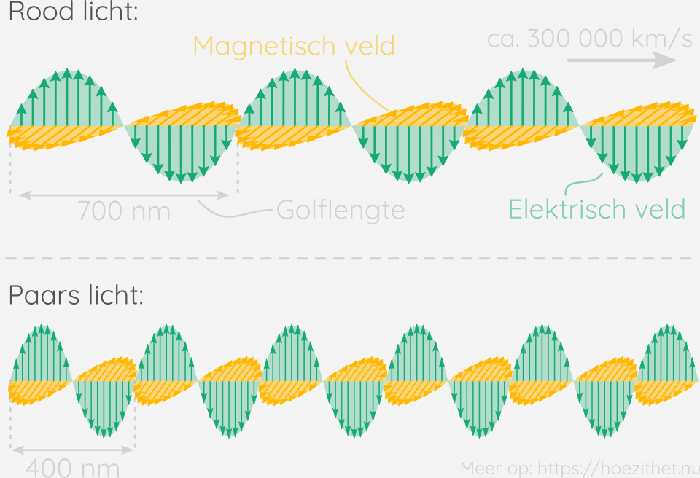 Rood licht:
Magnetisch veld
ca. 300 000 km/s
700 nm
Golflengte
Elektrisch veld
Paars licht:
400 nm
Meer op: https://hoezithet.nu